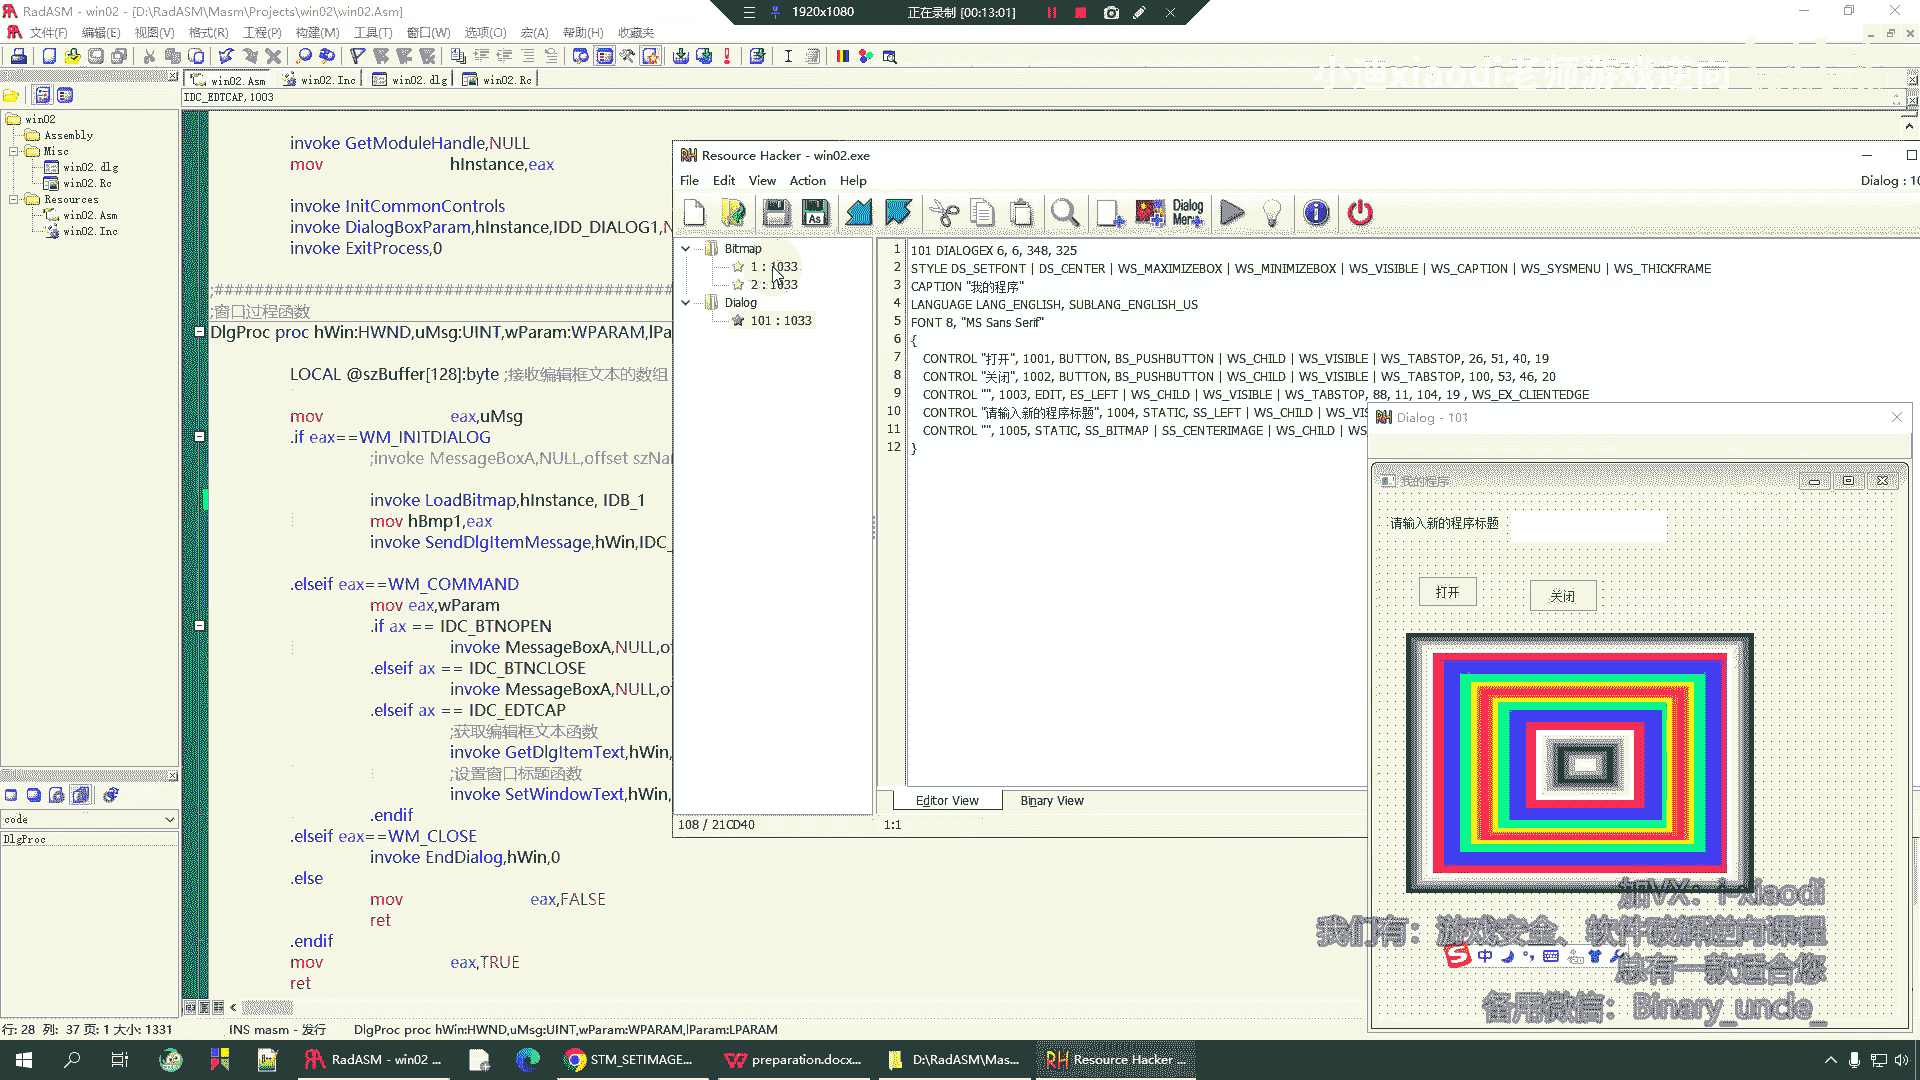 RadASM - win02 - [D:\RadASM\Masm\Projects\win02\win02.Asm]
1920x1080
正在录制 [00:13:01]
文件(F) 编辑(E) 视图(V) 格式(R) 工程(P) 构建(M) 工具(T) 窗口(W) 选项(O) 宏(A) 帮助(H) 收藏夹
小迪xiaodi老师游戏逆向
win02.Asm win02.Inc win02.dlg win02.Rc
IDC_EDTCAP,1003
win02
Assembly
Misc
win02.dlg
win02.Rc
Resources
win02.Asm
win02.Inc
code
DlgProc
invoke GetModuleHandle,NULL
mov hInstance,eax
invoke InitCommonControls
invoke DialogBoxParam,hInstance,IDD_DIALOG1,N
invoke ExitProcess,0
;##################################################
;窗口过程函数
DlgProc proc hWin:HWND,uMsg:UINT,wParam:WPARAM,lPa
LOCAL @szBuffer[128]:byte ;接收编辑框文本的数组
mov eax,uMsg
.if eax==WM_INITDIALOG
;invoke MessageBoxA,NULL,offset szNa
invoke LoadBitmap,hInstance, IDB_1
mov hBmp1,eax
invoke SendDlgItemMessage,hWin,IDC_
.elseif eax==WM_COMMAND
mov eax,wParam
.if ax == IDC_BTNOPEN
invoke MessageBoxA,NULL,of
.elseif ax == IDC_BTNCLOSE
invoke MessageBoxA,NULL,of
.elseif ax == IDC_EDTCAP
;获取编辑框文本函数
invoke GetDlgItemText,hWin,
;设置窗口标题函数
invoke SetWindowText,hWin,
.endif
.elseif eax==WM_CLOSE
invoke EndDialog,hWin,0
.else
mov eax,FALSE
ret
.endif
mov eax,TRUE
ret
Resource Hacker - win02.exe
File Edit View Action Help
Dialog : 10
Dialog
Menu
Bitmap
1 : 1033
2 : 1033
Dialog
101 : 1033
1 101 DIALOGEX 6, 6, 348, 325
2 STYLE DS_SETFONT | DS_CENTER | WS_MAXIMIZEBOX | WS_MINIMIZEBOX | WS_VISIBLE | WS_CAPTION | WS_SYSMENU | WS_THICKFRAME
3 CAPTION "我的程序"
4 LANGUAGE LANG_ENGLISH, SUBLANG_ENGLISH_US
5 FONT 8, "MS Sans Serif"
6 {
7 CONTROL "打开", 1001, BUTTON, BS_PUSHBUTTON | WS_CHILD | WS_VISIBLE | WS_TABSTOP, 26, 51, 40, 19
8 CONTROL "关闭", 1002, BUTTON, BS_PUSHBUTTON | WS_CHILD | WS_VISIBLE | WS_TABSTOP, 100, 53, 46, 20
9 CONTROL "", 1003, EDIT, ES_LEFT | WS_CHILD | WS_VISIBLE | WS_TABSTOP, 88, 11, 104, 19 , WS_EX_CLIENTEDGE
10 CONTROL "请输入新的程序标题", 1004, STATIC, SS_LEFT | WS_CHILD | WS_VIS
11 CONTROL "", 1005, STATIC, SS_BITMAP | SS_CENTERIMAGE | WS_CHILD | WS
12 }
Editor View Binary View
108 / 21CD40 1:1
Dialog - 101
我的程序
请输入新的程序标题
打开 关闭
加VX：i-xiaodi
我们有：游戏安全、软件破解逆向课程
中
总有一款适合您
备用微信：Binary_uncle_
行: 28 列: 37 页: 1 大小: 1331 INS masm - 发行 DlgProc proc hWin:HWND,uMsg:UINT,wParam:WPARAM,lParam:LPARAM
RadASM - win02 ... STM_SETIMAGE... preparation.docx... D:\RadASM\Mas... Resource Hacker ...